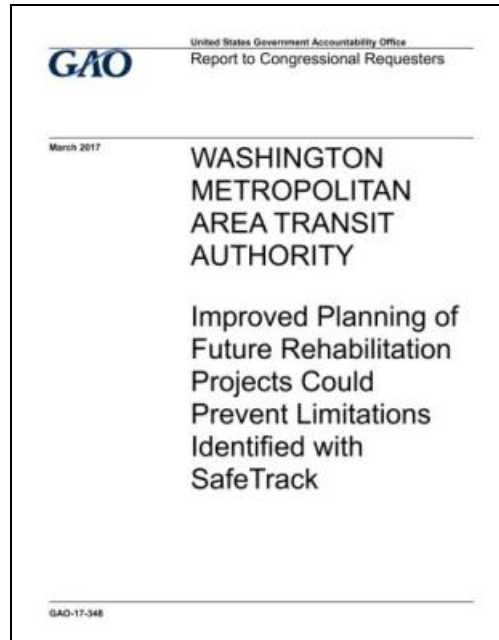 United States Government Accountability Office
GAO
Report to Congressional Requesters
March 2017
WASHINGTON
METROPOLITAN
AREA TRANSIT
AUTHORITY
Improved Planning of
Future Rehabilitation
Projects Could
Prevent Limitations
Identified with
SafeTrack
GAO-17-348